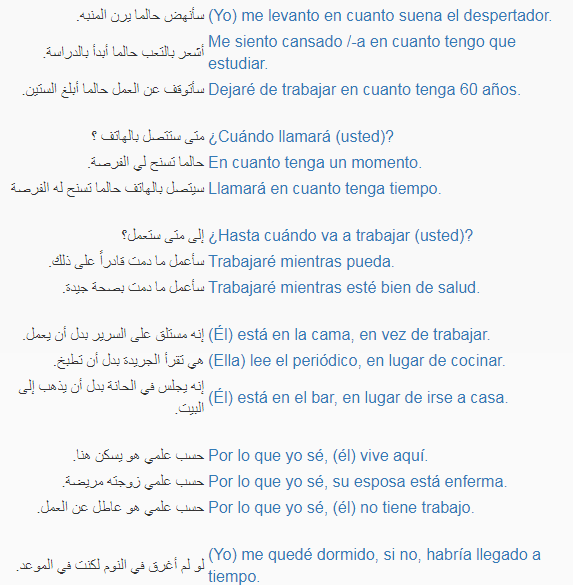 سأنهض حالما يرن المنبه. (Yo) me levanto en cuanto suena el despertador.
أشعر بالتعب حالما أبدأ بالدراسة. Me siento cansado /-a en cuanto tengo que
estudiar.
سأتوقف عن العمل حالما أبلغ الستين. Dejaré de trabajar en cuanto tenga 60 años.
متى ستتصل بالهاتف ؟ ¿Cuándo llamará (usted)?
حالما تسنح لي الفرصة. En cuanto tenga un momento.
سيتصل بالهاتف حالما تسنح له الفرصة Llamará en cuanto tenga tiempo.
إلى متى ستعمل؟ ¿Hasta cuándo va a trabajar (usted)?
سأعمل ما دمت قادراً على ذلك. Trabajaré mientras pueda.
سأعمل ما دمت بصحة جيدة. Trabajaré mientras esté bien de salud.
إنه مستلق على السرير بدل أن يعمل. (Él) está en la cama, en vez de trabajar.
هي تقرأ الجريدة بدل أن تطبخ. (Ella) lee el periódico, en lugar de cocinar.
إنه يجلس في الحانة بدل أن يذهب إلى
البيت. (Él) está en el bar, en lugar de irse a casa.
حسب علمي هو يسكن هنا. Por lo que yo sé, (él) vive aquí.
حسب علمي زوجته مريضة. Por lo que yo sé, su esposa está enferma.
حسب علمي هو عاطل عن العمل. Por lo que yo sé, (él) no tiene trabajo.
لو لم أغرق في النوم لكنت في الموعد. (Yo) me quedé dormido, si no, habría llegado a
tiempo.